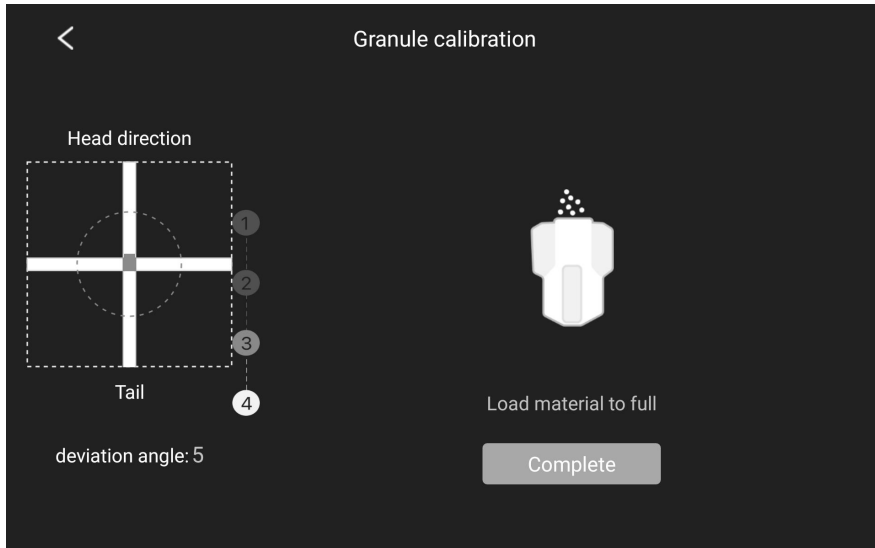 Granule calibration
Head direction
1
2
3
4
Tail
deviation angle: 5
Load material to full
Complete